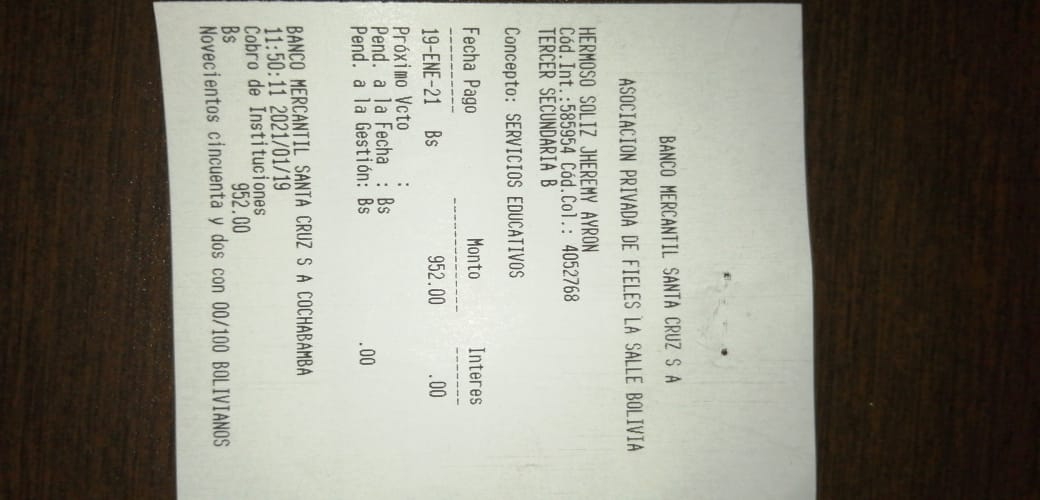 BANCO MERCANTIL SANTA CRUZ S A
ASOCIACION PRIVADA DE FIELES LA SALLE BOLIVIA
HERMOSO SOLIZ JHEREMY AYRON
Cód.Int.:585954 Cód.Col.: 4052768
TERCER SECUNDARIA B
Concepto: SERVICIOS EDUCATIVOS
Fecha Pago Monto Interes
--------- ------------ ------
19-ENE-21 Bs 952.00 .00
Próximo Vcto :
Pend. a la Fecha : Bs
Pend. a la Gestión: Bs .00
BANCO MERCANTIL SANTA CRUZ S A COCHABAMBA
11:50:11 2021/01/19
Cobro de Instituciones
Bs 952.00
Novecientos cincuenta y dos con 00/100 BOLIVIANOS